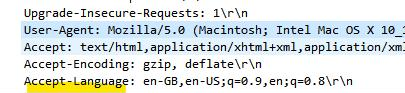 Upgrade-Insecure-Requests: 1\r\n
User-Agent: Mozilla/5.0 (Macintosh; Intel Mac OS X 10_
Accept: text/html,application/xhtml+xml,application/xml
Accept-Encoding: gzip, deflate\r\n
Accept-Language: en-GB,en-US;q=0.9,en;q=0.8\r\n